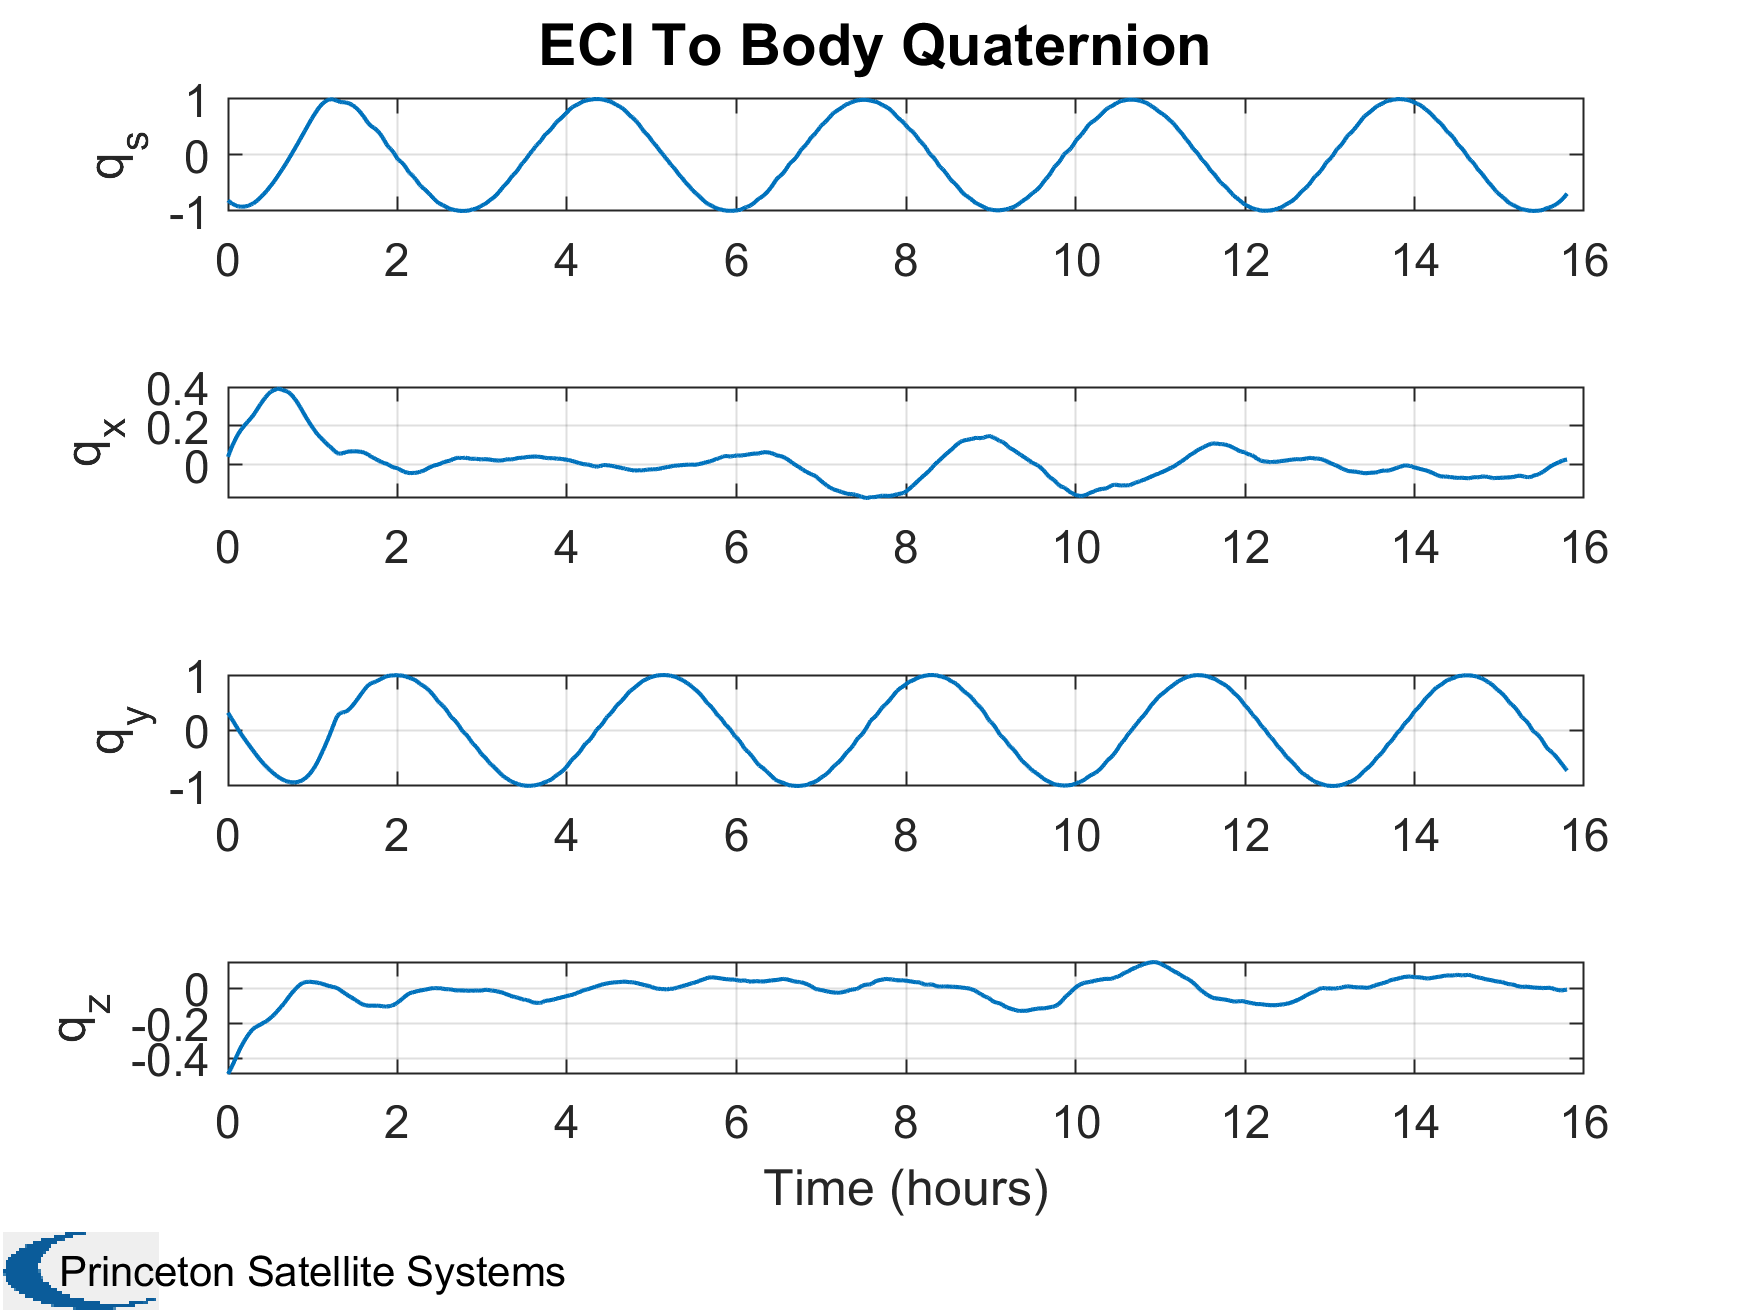 ECI To Body Quaternion
1
0
-1
q_s
0 2 4 6 8 10 12 14 16
0.4
0.2
0
q_x
0 2 4 6 8 10 12 14 16
1
0
-1
q_y
0 2 4 6 8 10 12 14 16
0
-0.2
-0.4
q_z
0 2 4 6 8 10 12 14 16
Time (hours)
Princeton Satellite Systems